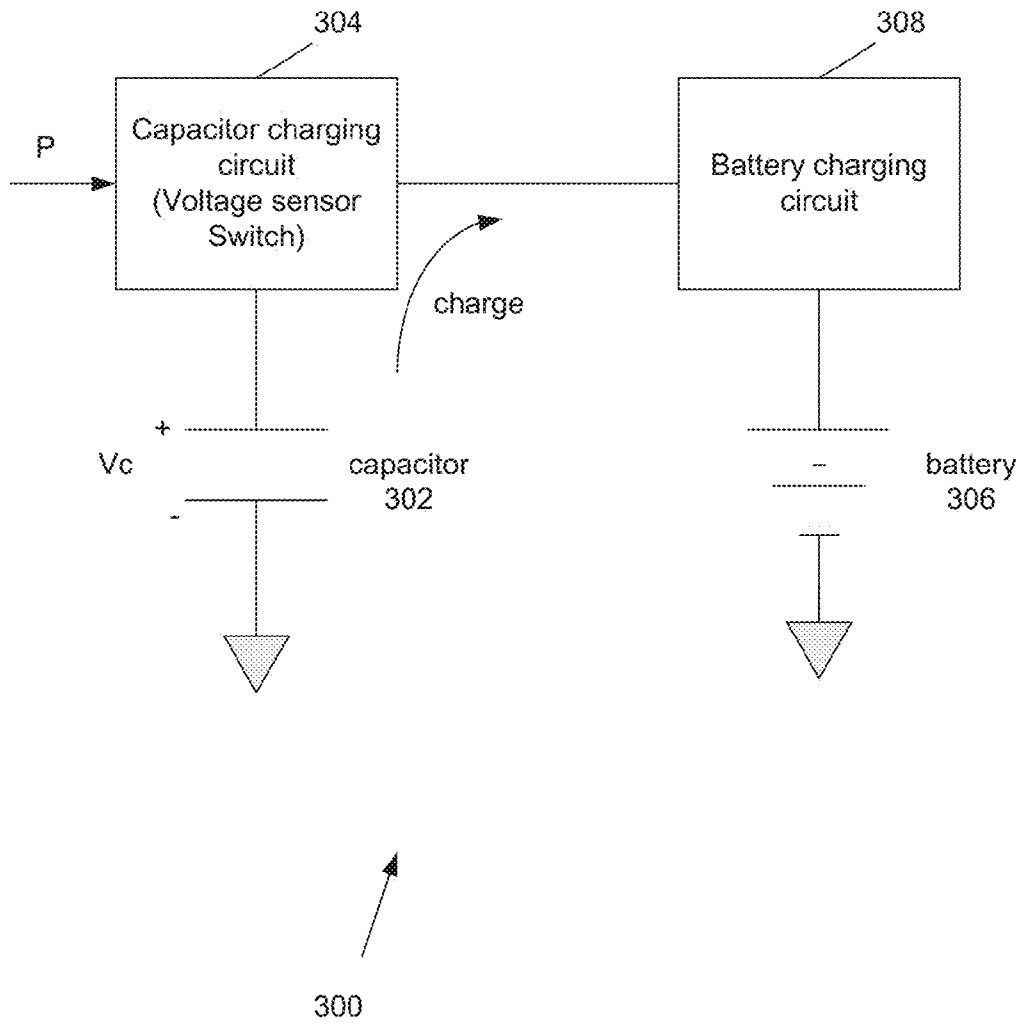 304
308
P
Capacitor charging
circuit
(Voltage sensor
Switch)
Battery charging
circuit
charge
+
Vc
-
capacitor
302
battery
306
300